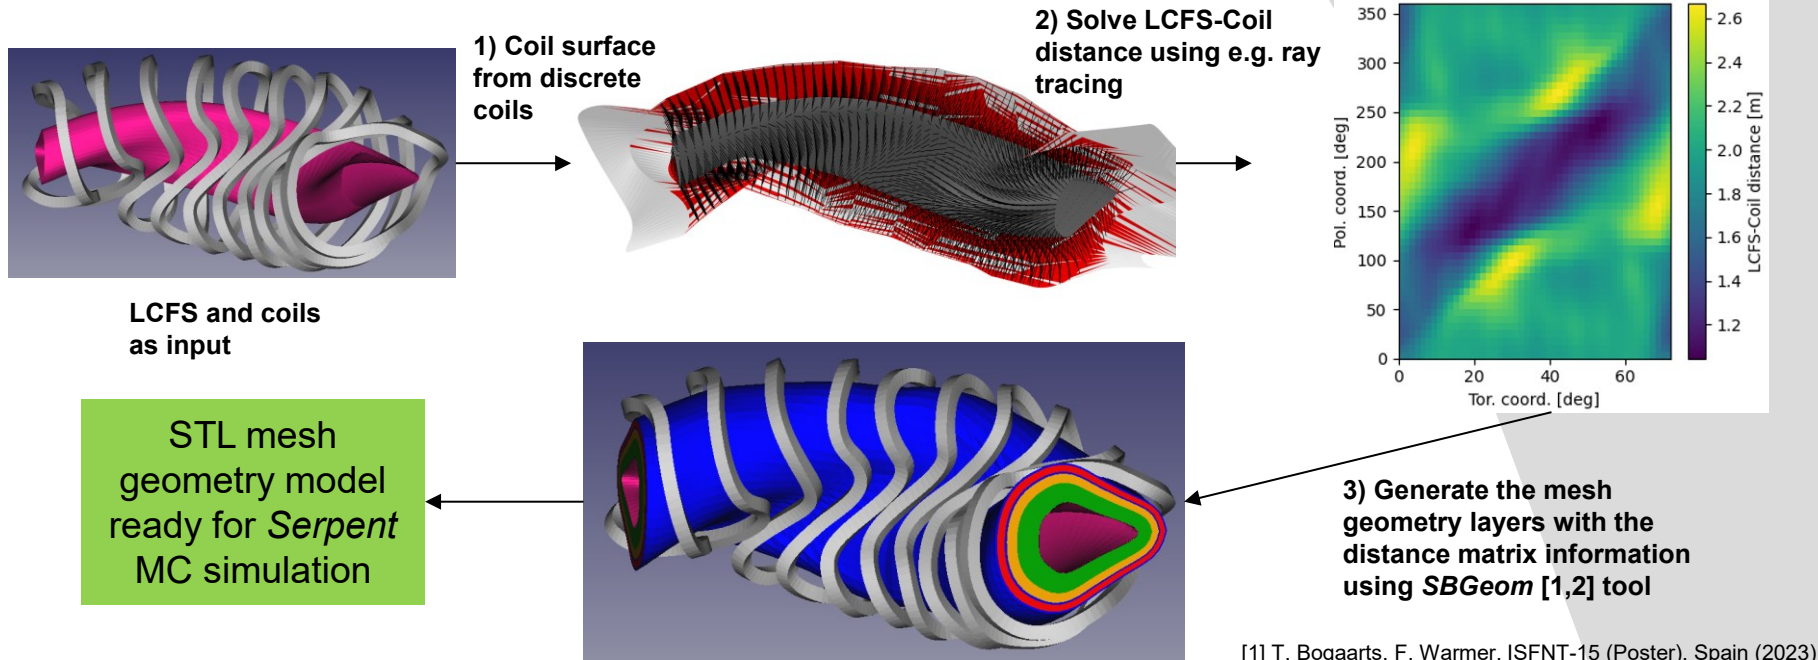 1) Coil surface
from discrete
coils
2) Solve LCFS-Coil
distance using e.g. ray
tracing
LCFS and coils
as input
350
300
250
200
150
100
50
0
Pol. coord. [deg]
0 20 40 60
Tor. coord. [deg]
2.6
2.4
2.2
2.0
1.8
1.6
1.4
1.2
LCFS-Coil distance [m]
3) Generate the mesh
geometry layers with the
distance matrix information
using SBGeom [1,2] tool
STL mesh
geometry model
ready for Serpent
MC simulation
[1] T. Bogaarts, F. Warmer, ISFNT-15 (Poster), Spain (2023)